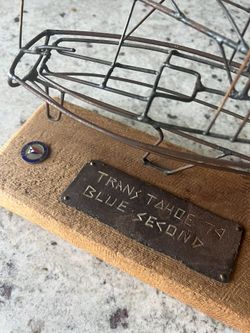 TRANS TAHOE 74
BLUE SECOND